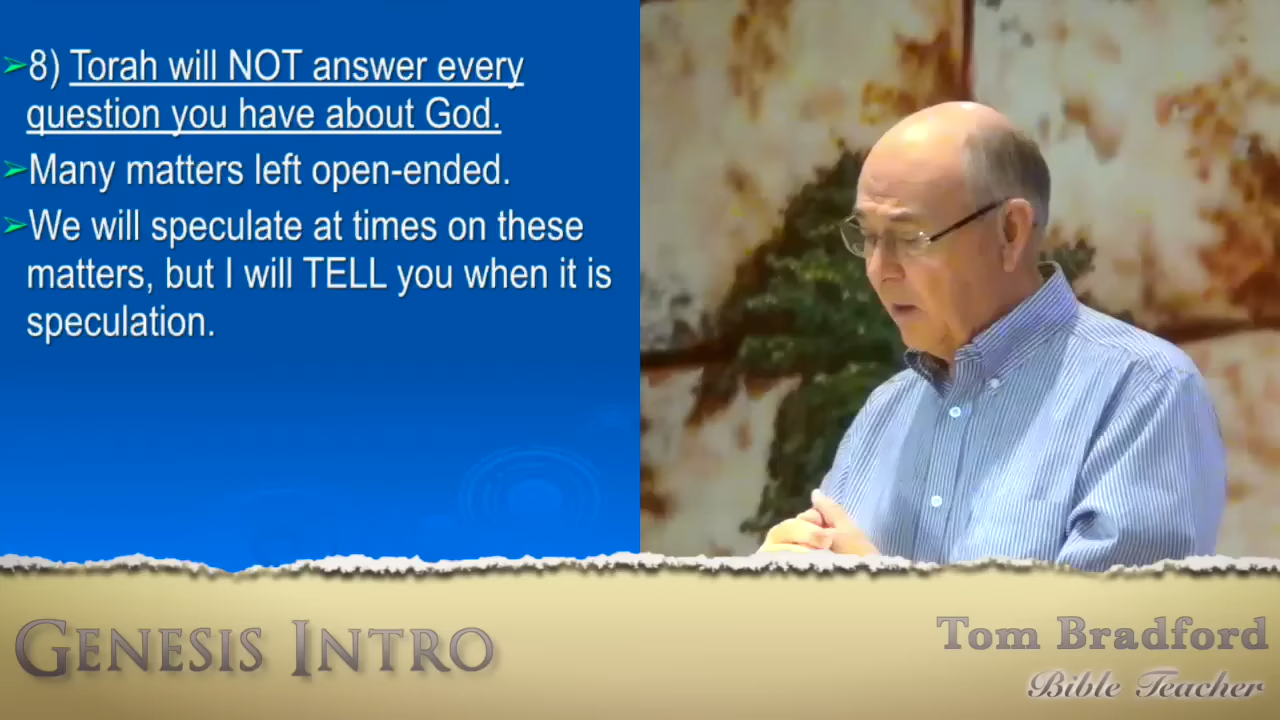 ➢8) Torah will NOT answer every
question you have about God.
➢Many matters left open-ended.
➢We will speculate at times on these
matters, but I will TELL you when it is
speculation.
GENESIS INTRO
Tom Bradford
Bible Teacher